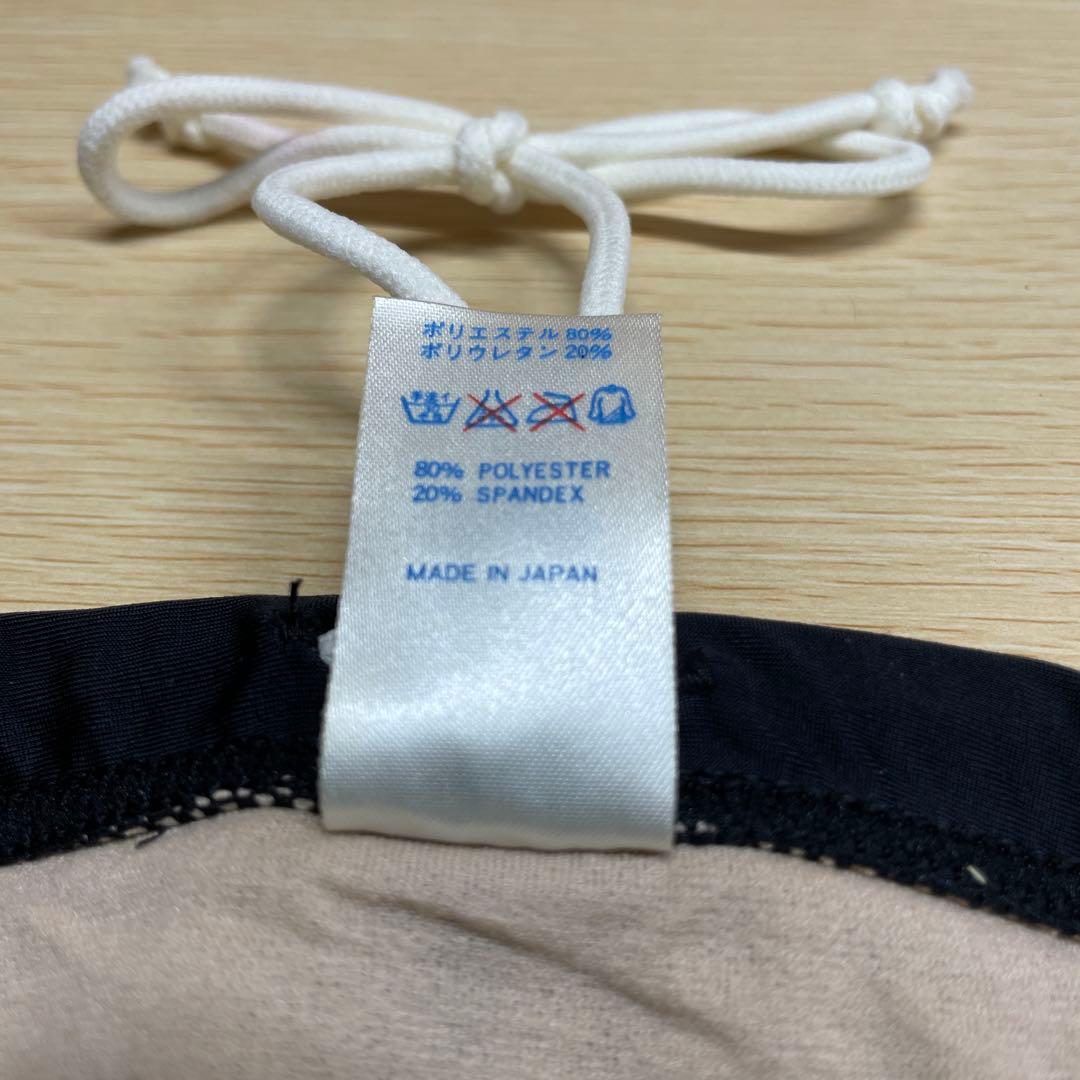 ポリエステル 80%
ポリウレタン 20%
80% POLYESTER
20% SPANDEX
MADE IN JAPAN